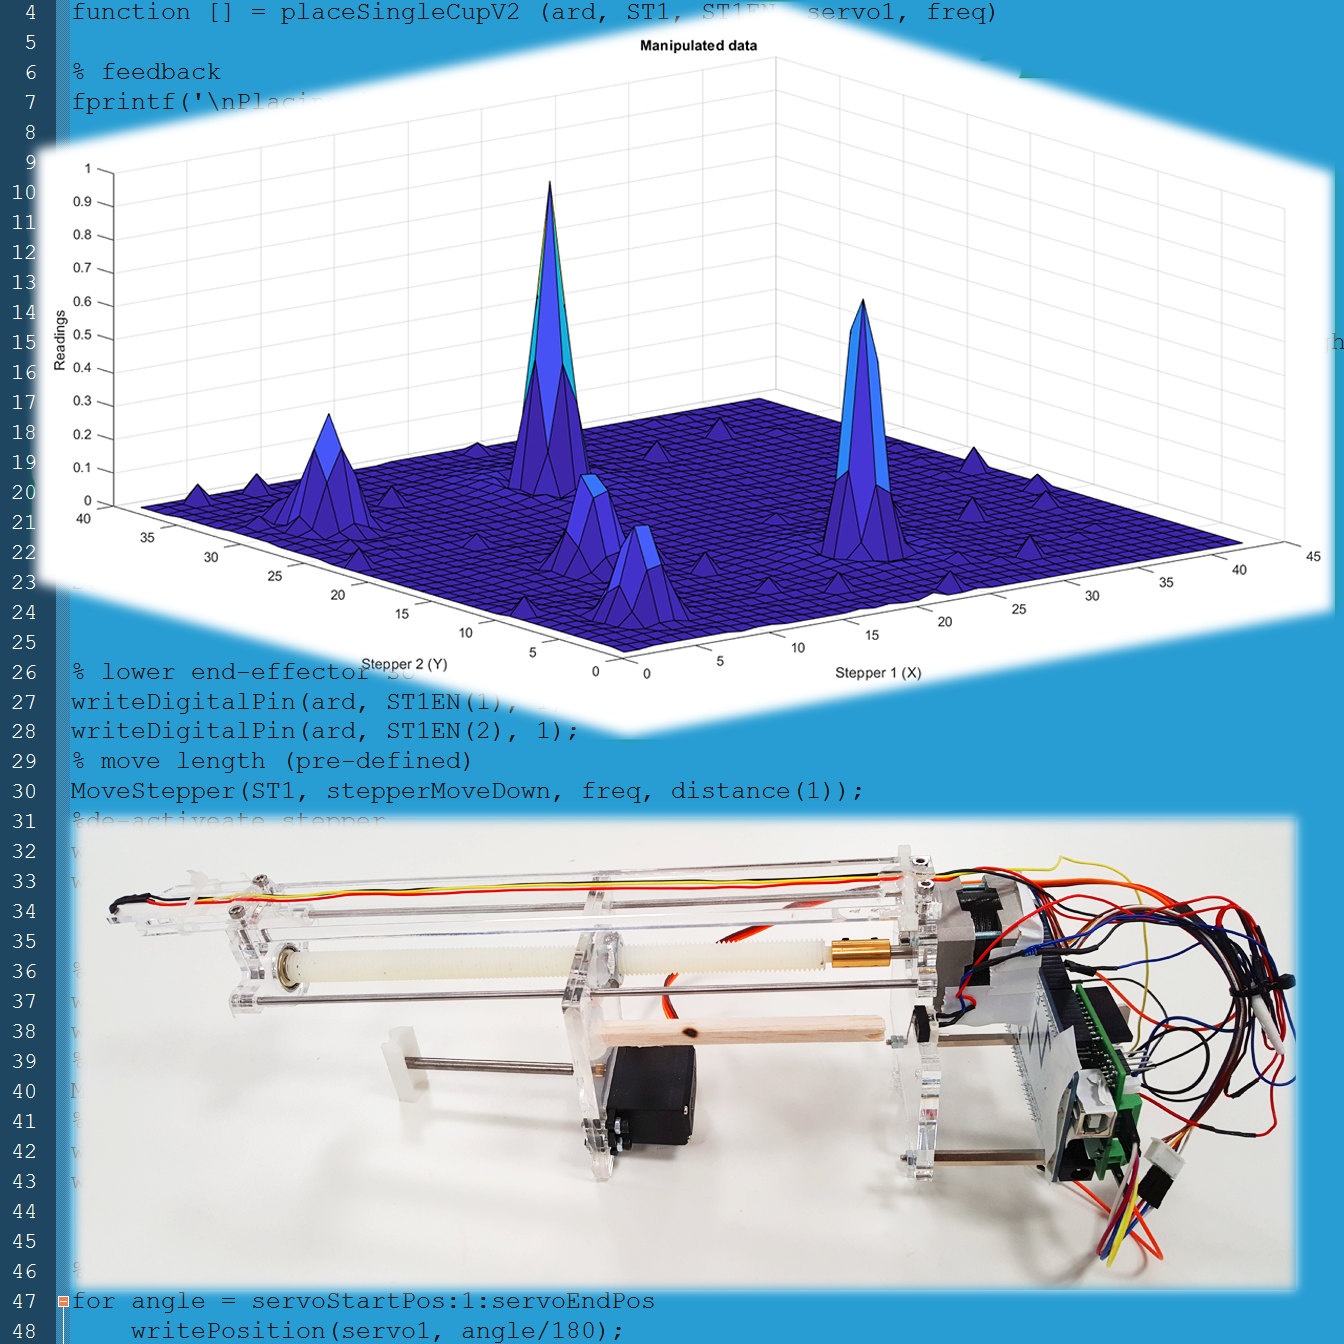 4 function [] = placeSingleCupV2 (ard, ST1, ST1EN, servo1, freq)
5
6 % feedback
7 fprintf('\nPlacin
8
9
10
11
12
13
14
15
16
17
18
19
20
21
22
23
24
25
26 % lower end-effector
27 writeDigitalPin(ard, ST1EN(1),
28 writeDigitalPin(ard, ST1EN(2), 1);
29 % move length (pre-defined)
30 MoveStepper(ST1, stepperMoveDown, freq, distance(1));
31 %de-activeate stepper
32
33
34
35
36
37
38
39
40
41
42
43
44
45
46
47 for angle = servoStartPos:1:servoEndPos
48 writePosition(servo1, angle/180);
Manipulated data
Readings
1
0.9
0.8
0.7
0.6
0.5
0.4
0.3
0.2
0.1
0
40 35 30 25 20 15 10 5 0
Stepper 2 (Y)
0 5 10 15 20 25 30 35 40 45
Stepper 1 (X)